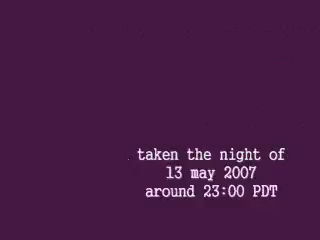 taken the night of
13 may 2007
around 23:00 PDT